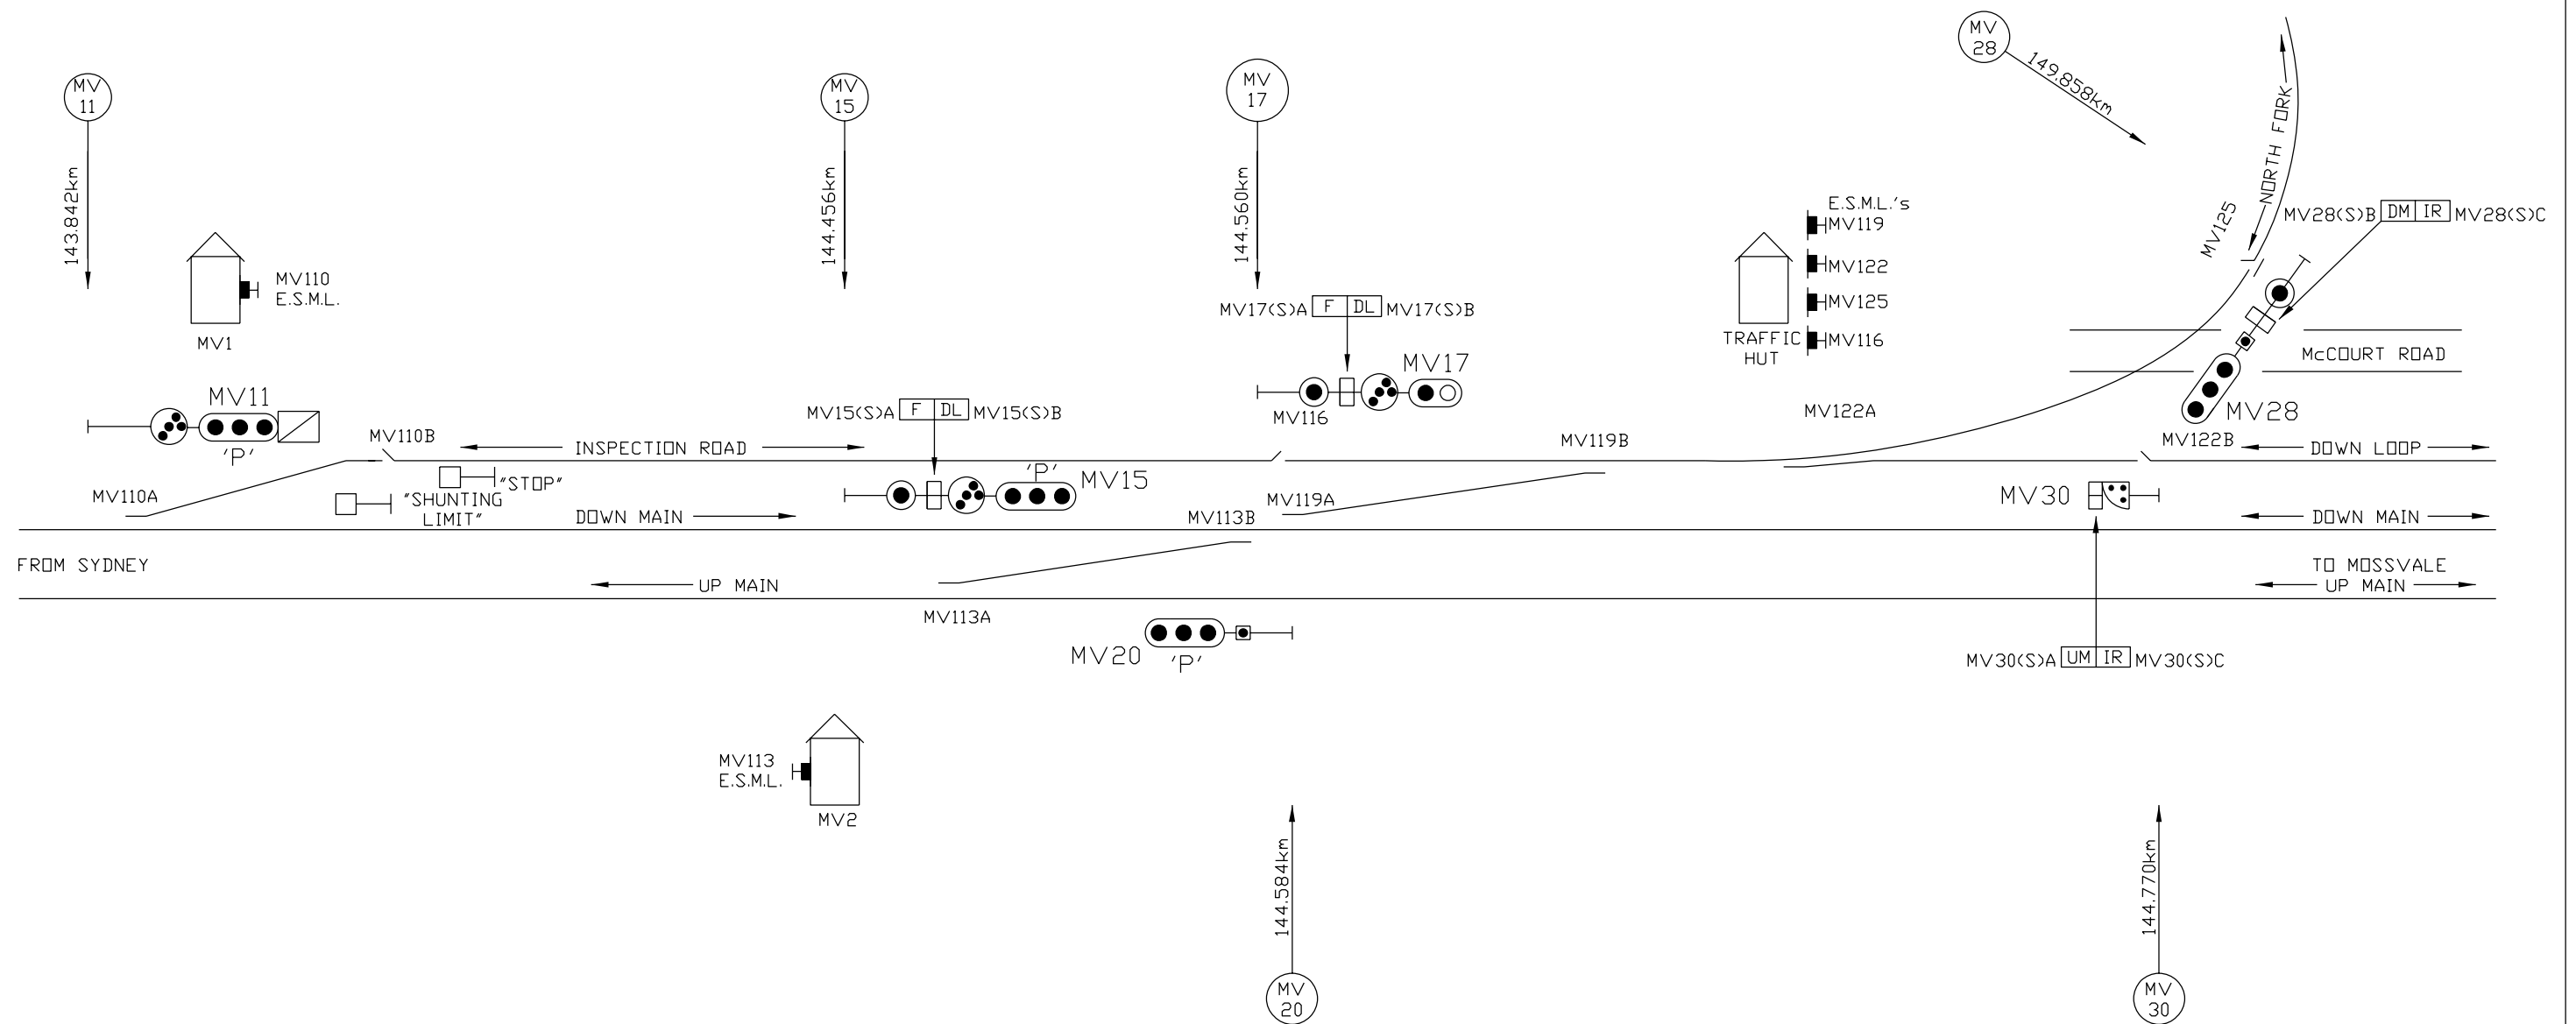 MV
11
143.842km
MV
15
144.456km
MV
17
144.560km
MV
28
149.858km
NORTH FORK
MV125
MV28(S)B DM IR MV28(S)C
MV110
E.S.M.L.
MV1
E.S.M.L.'s
MV119
MV122
MV125
MV116
TRAFFIC
HUT
MV17(S)A F DL MV17(S)B
MV17
MV116
McCOURT ROAD
MV28
MV11
'P'
MV15(S)A F DL MV15(S)B
MV122A
MV110B
INSPECTION ROAD
MV119B
MV122B
DOWN LOOP
"STOP"
'P'
MV15
MV110A
"SHUNTING
LIMIT"
MV119A
MV30
DOWN MAIN
MV113B
DOWN MAIN
FROM SYDNEY
TO MOSSVALE
UP MAIN
UP MAIN
MV113A
MV20
'P'
MV30(S)A UM IR MV30(S)C
MV113
E.S.M.L.
MV2
144.584km
MV
20
144.770km
MV
30